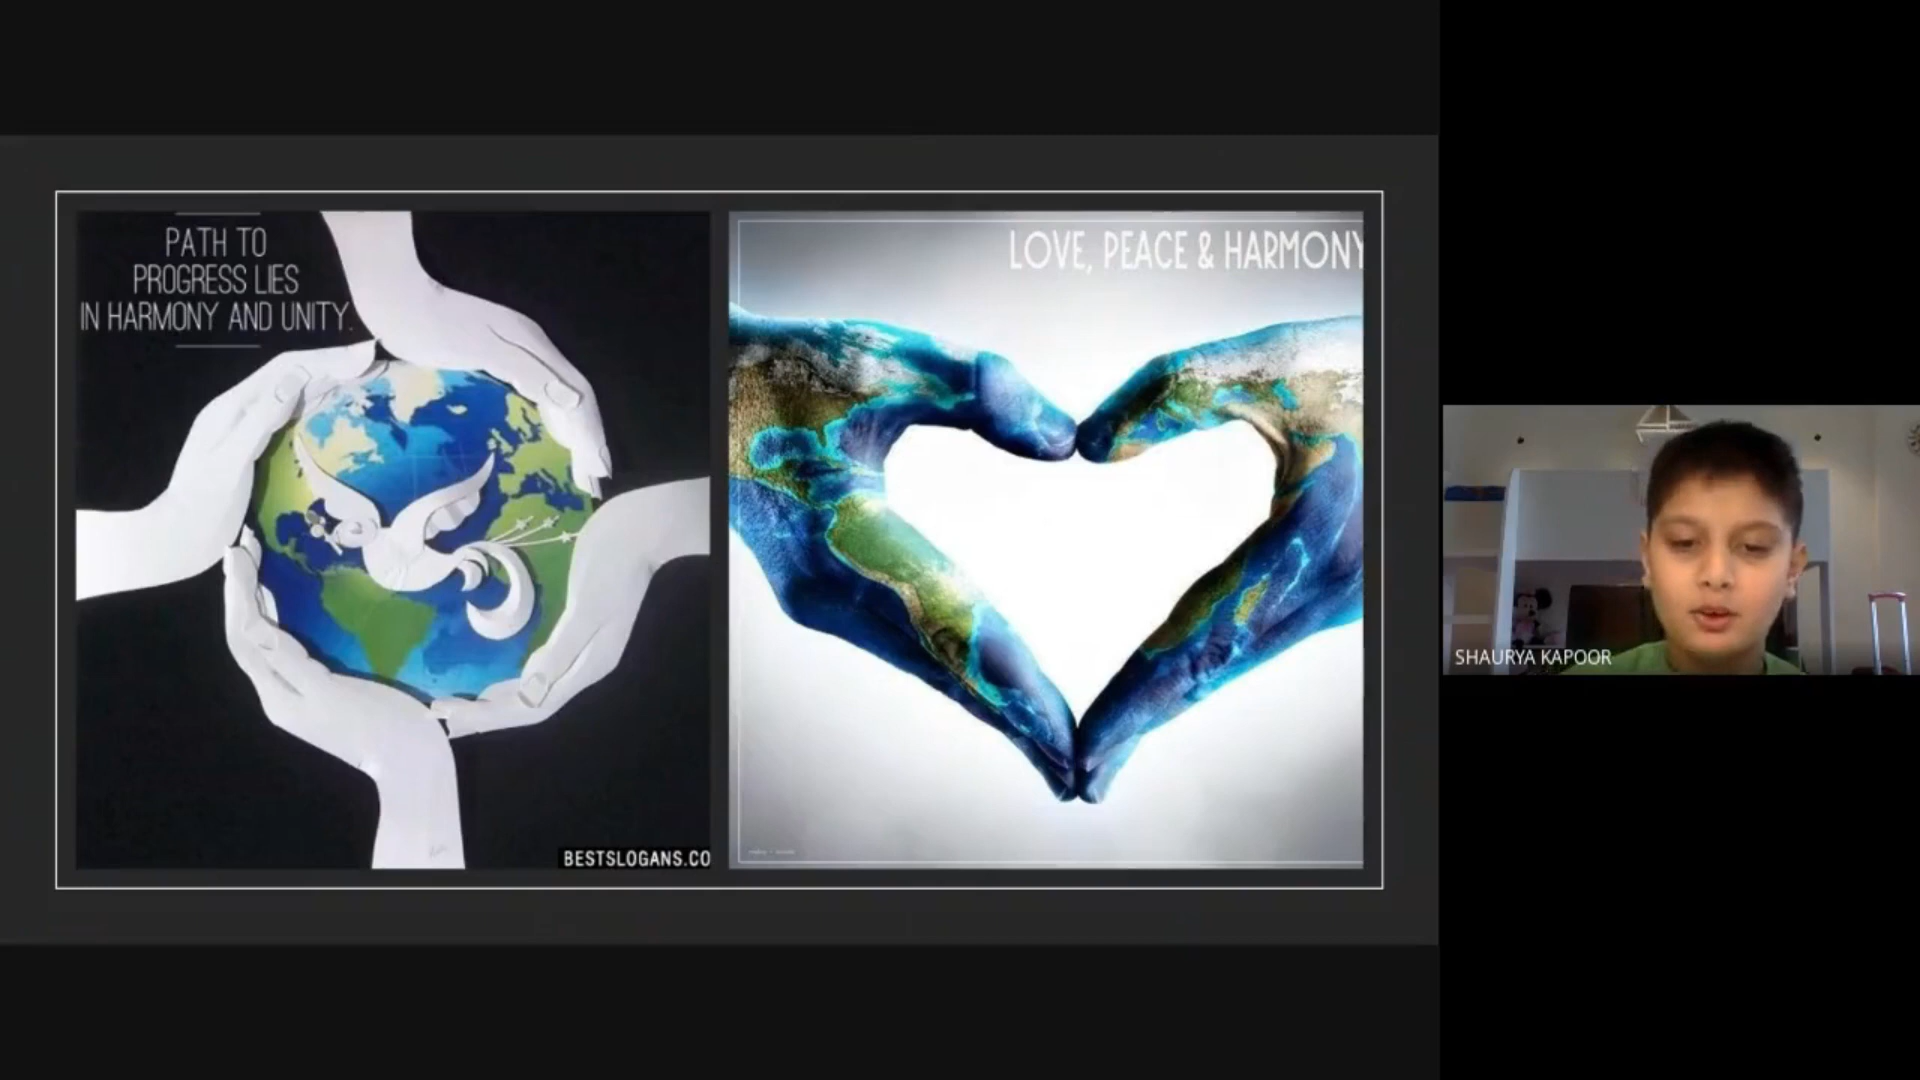 PATH TO
PROGRESS LIES
IN HARMONY AND UNITY.
BESTSLOGANS.CO
LOVE, PEACE & HARMONY
SHAURYA KAPOOR